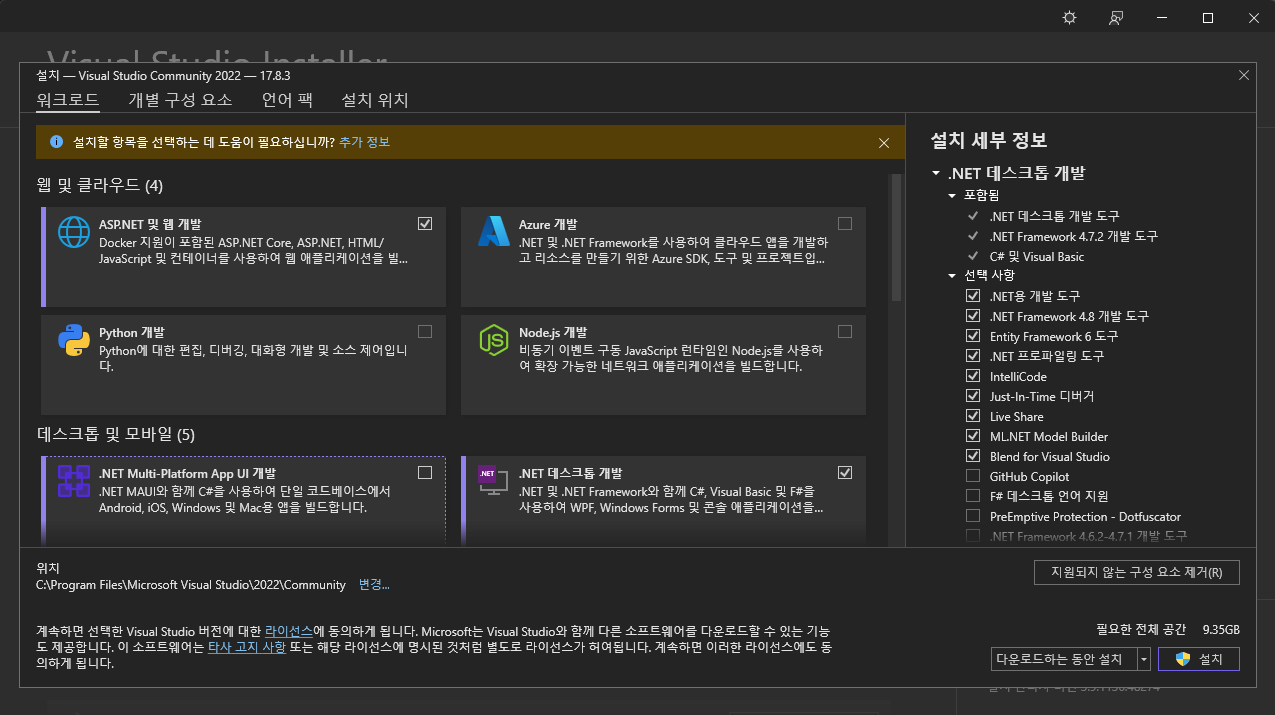 Visual Studio Installer
설치 — Visual Studio Community 2022 — 17.8.3
워크로드 개별 구성 요소 언어 팩 설치 위치
설치할 항목을 선택하는 데 도움이 필요하십니까? 추가 정보
웹 및 클라우드 (4)
ASP.NET 및 웹 개발
Docker 지원이 포함된 ASP.NET Core, ASP.NET, HTML/
JavaScript 및 컨테이너를 사용하여 웹 애플리케이션을 빌...
Azure 개발
.NET 및 .NET Framework를 사용하여 클라우드 앱을 개발하
고 리소스를 만들기 위한 Azure SDK, 도구 및 프로젝트입...
Python 개발
Python에 대한 편집, 디버깅, 대화형 개발 및 소스 제어입니
다.
Node.js 개발
비동기 이벤트 구동 JavaScript 런타임인 Node.js를 사용하
여 확장 가능한 네트워크 애플리케이션을 빌드합니다.
데스크톱 및 모바일 (5)
.NET Multi-Platform App UI 개발
.NET MAUI와 함께 C#을 사용하여 단일 코드베이스에서
Android, iOS, Windows 및 Mac용 앱을 빌드합니다.
.NET
.NET 데스크톱 개발
.NET 및 .NET Framework와 함께 C#, Visual Basic 및 F#을
사용하여 WPF, Windows Forms 및 콘솔 애플리케이션을...
설치 세부 정보
.NET 데스크톱 개발
포함됨
.NET 데스크톱 개발 도구
.NET Framework 4.7.2 개발 도구
C# 및 Visual Basic
선택 사항
.NET용 개발 도구
.NET Framework 4.8 개발 도구
Entity Framework 6 도구
.NET 프로파일링 도구
IntelliCode
Just-In-Time 디버거
Live Share
ML.NET Model Builder
Blend for Visual Studio
GitHub Copilot
F# 데스크톱 언어 지원
PreEmptive Protection - Dotfuscator
.NET Framework 4.6.2-4.7.1 개발 도구
위치
C:\Program Files\Microsoft Visual Studio\2022\Community 변경...
지원되지 않는 구성 요소 제거(R)
계속하면 선택한 Visual Studio 버전에 대한 라이선스에 동의하게 됩니다. Microsoft는 Visual Studio와 함께 다른 소프트웨어를 다운로드할 수 있는 기능
도 제공합니다. 이 소프트웨어는 타사 고지 사항 또는 해당 라이선스에 명시된 것처럼 별도로 라이선스가 허여됩니다. 계속하면 이러한 라이선스에도 동
의하게 됩니다.
필요한 전체 공간 9.35GB
다운로드하는 동안 설치
설치